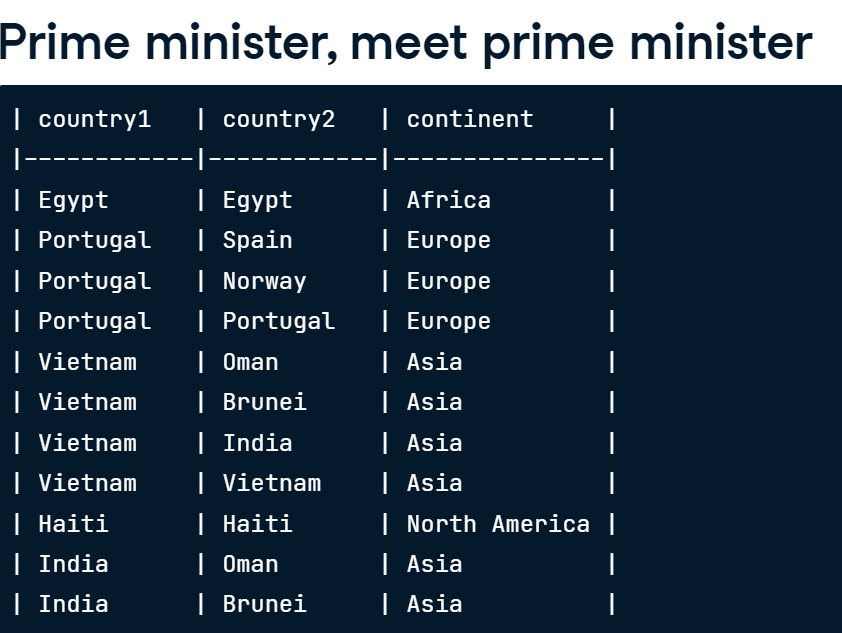 Prime minister, meet prime minister
| country1   | country2   | continent     |
|------------|------------|---------------|
| Egypt      | Egypt      | Africa        |
| Portugal   | Spain      | Europe        |
| Portugal   | Norway     | Europe        |
| Portugal   | Portugal   | Europe        |
| Vietnam    | Oman       | Asia          |
| Vietnam    | Brunei     | Asia          |
| Vietnam    | India      | Asia          |
| Vietnam    | Vietnam    | Asia          |
| Haiti      | Haiti      | North America |
| India      | Oman       | Asia          |
| India      | Brunei     | Asia          |